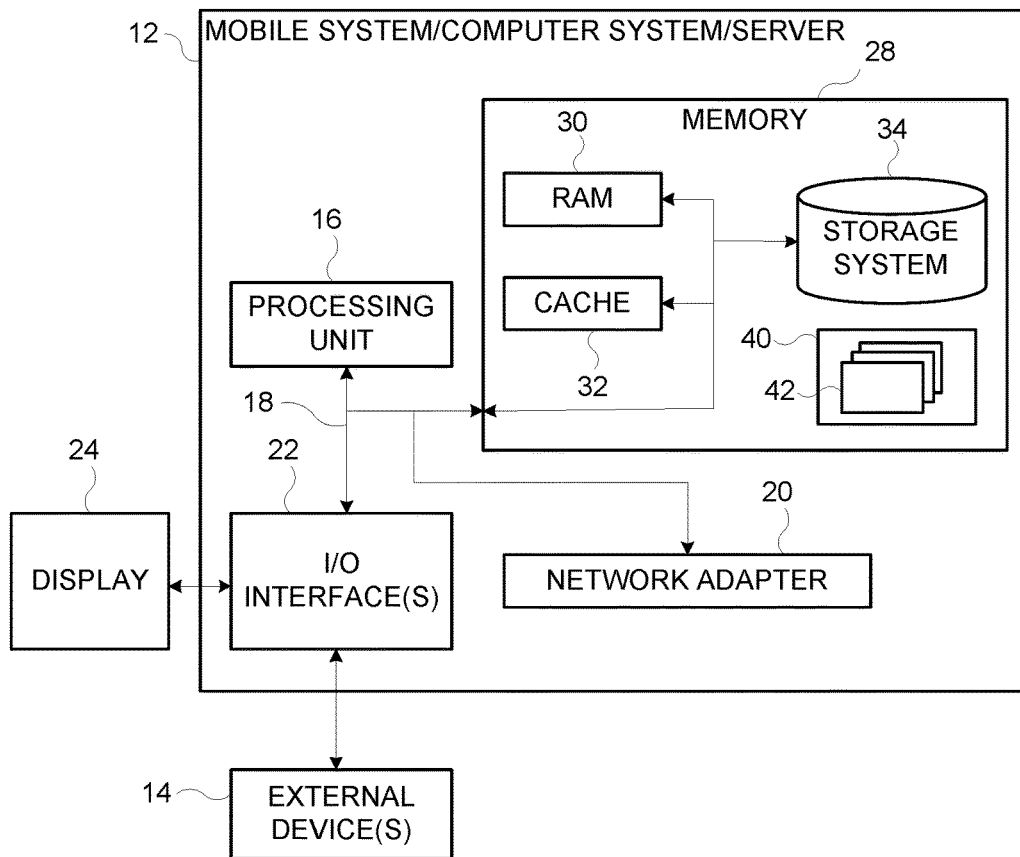 12
MOBILE SYSTEM/COMPUTER SYSTEM/SERVER
28
MEMORY
30
RAM
34
STORAGE
SYSTEM
16
PROCESSING
UNIT
CACHE
32
40
42
18
22
24
DISPLAY
I/O
INTERFACE(S)
20
NETWORK ADAPTER
14
EXTERNAL
DEVICE(S)